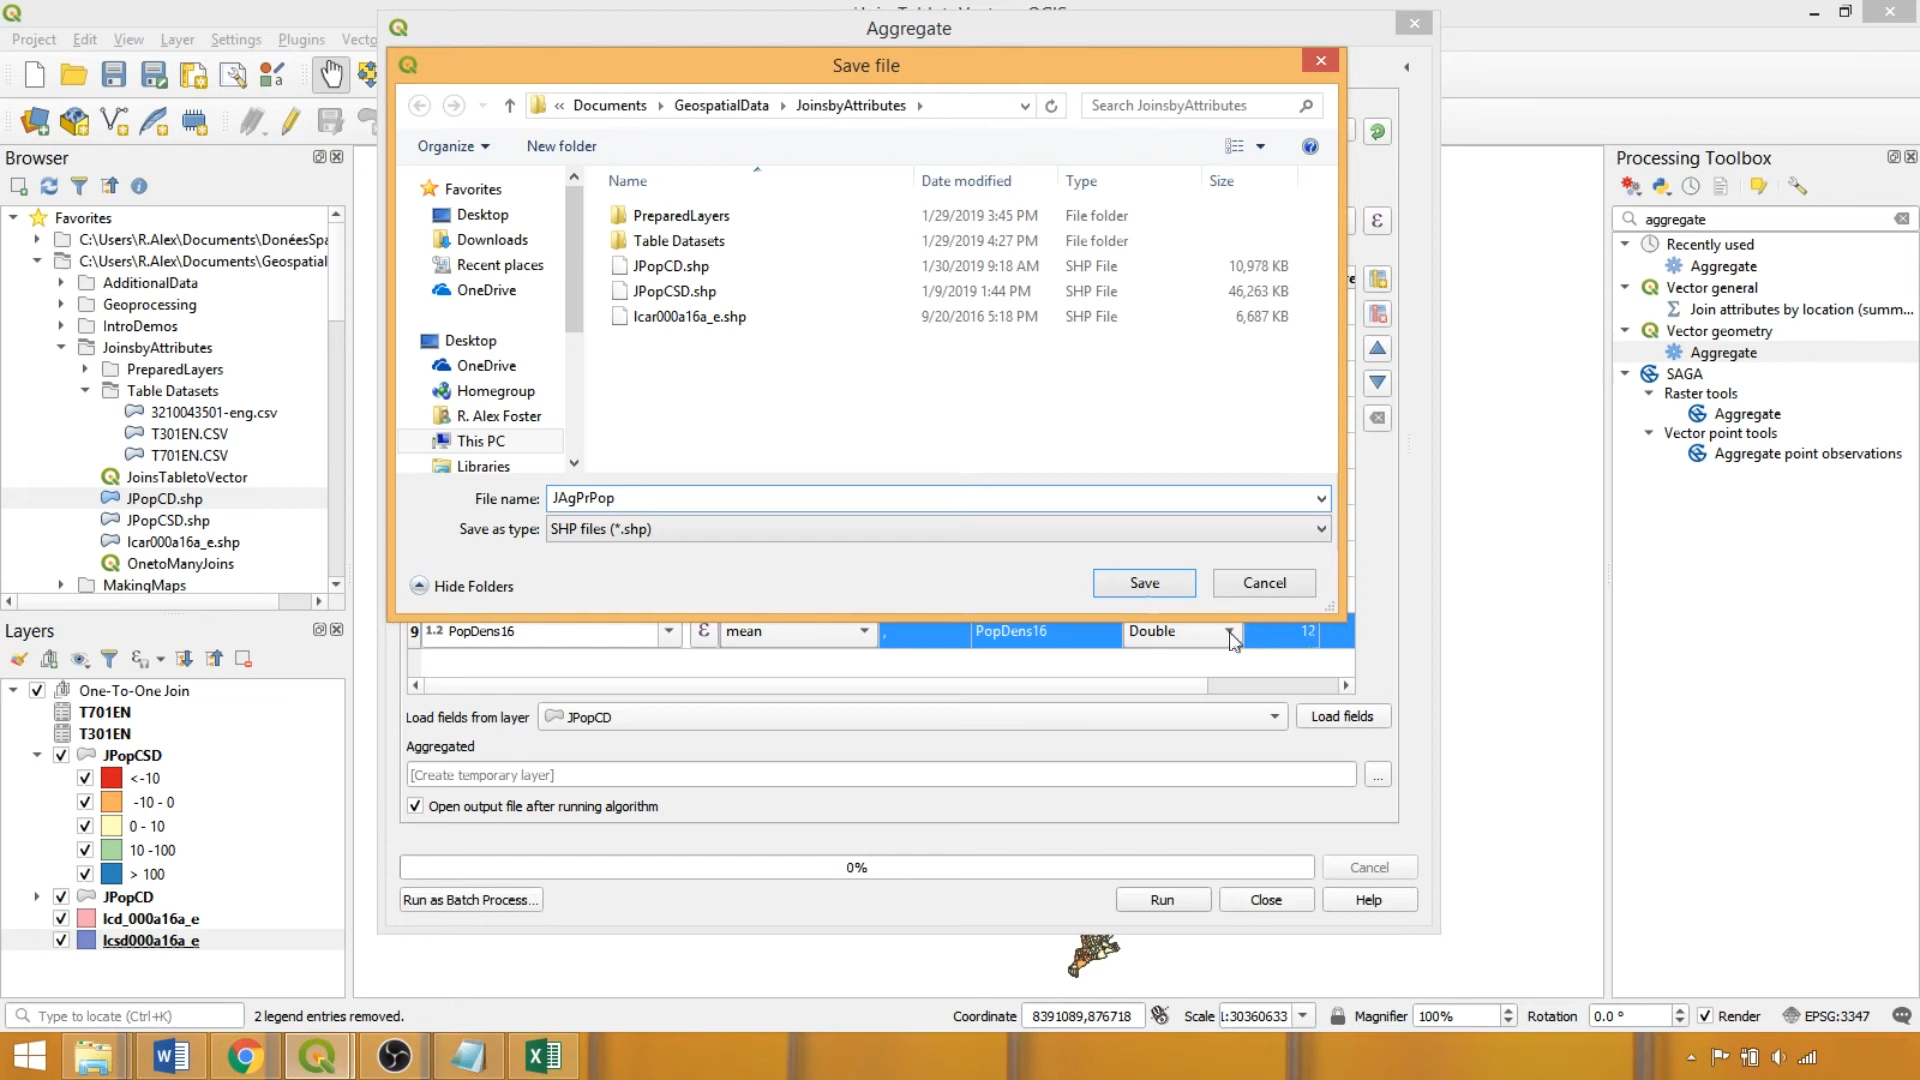 Aggregate
Project Edit View Layer Settings Plugins
Save file
Documents GeospatialData JoinsbyAttributes
Search JoinsbyAttributes
Organize New folder
Name Date modified Type Size
PreparedLayers 1/29/2019 3:45 PM File folder
Table Datasets 1/29/2019 4:27 PM File folder
JPopCD.shp 1/30/2019 9:18 AM SHP File 10,978 KB
JPopCSD.shp 1/9/2019 1:44 PM SHP File 46,263 KB
lcar000a16a_e.shp 9/20/2016 5:18 PM SHP File 6,687 KB
Favorites
Desktop
Downloads
Recent places
OneDrive
Desktop
OneDrive
Homegroup
R. Alex Foster
This PC
Libraries
File name: JAgPrPop
Save as type: SHP files (*.shp)
Hide Folders
Save Cancel
9 1.2 PopDens16 ε mean , PopDens16 Double 12
Load fields from layer JPopCD Load fields
Aggregated
[Create temporary layer] ...
Open output file after running algorithm
0%
Cancel
Run as Batch Process... Run Close Help
Browser
Favorites
C:\Users\R.Alex\Documents\DonéesSpa
C:\Users\R.Alex\Documents\Geospatial
AdditionalData
Geoprocessing
IntroDemos
JoinsbyAttributes
PreparedLayers
Table Datasets
3210043501-eng.csv
T301EN.CSV
T701EN.CSV
JoinsTabletoVector
JPopCD.shp
JPopCSD.shp
lcar000a16a_e.shp
OnetoManyJoins
MakingMaps
Layers
One-To-One Join
T701EN
T301EN
JPopCSD
<-10
-10 - 0
0 - 10
10 -100
> 100
JPopCD
lcd_000a16a_e
lcsd000a16a_e
Processing Toolbox
aggregate
Recently used
Aggregate
Vector general
Join attributes by location (summ...
Vector geometry
Aggregate
SAGA
Raster tools
Aggregate
Vector point tools
Aggregate point observations
Type to locate (Ctrl+K) 2 legend entries removed. Coordinate 8391089,876718 Scale 1:30360633 Magnifier 100% Rotation 0.0 ° Render EPSG:3347